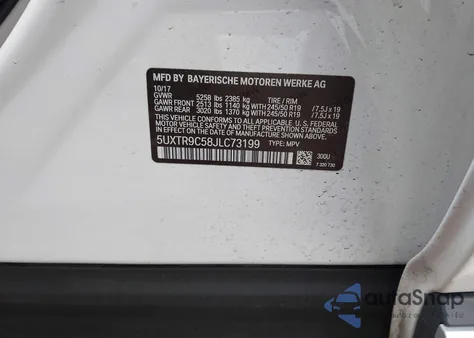 MFD BY BAYERISCHE MOTOREN WERKE AG
10/17
GVWR 5258 lbs 2385 kg TIRE / RIM
GAWR FRONT 2513 lbs 1140 kg WITH 245/50 R19 /7.5J x 19
GAWR REAR 3020 lbs 1370 kg WITH 245/50 R19 /7.5J x 19
THIS VEHICLE CONFORMS TO ALL APPLICABLE
U.S. FEDERAL MOTOR VEHICLE SAFETY
STANDARDS IN EFFECT ON THE DATE OF
MANUFACTURE SHOWN ABOVE.
5UXTR9C58JLC73199 TYPE: MPV
300U
7 320 730
autoSnap